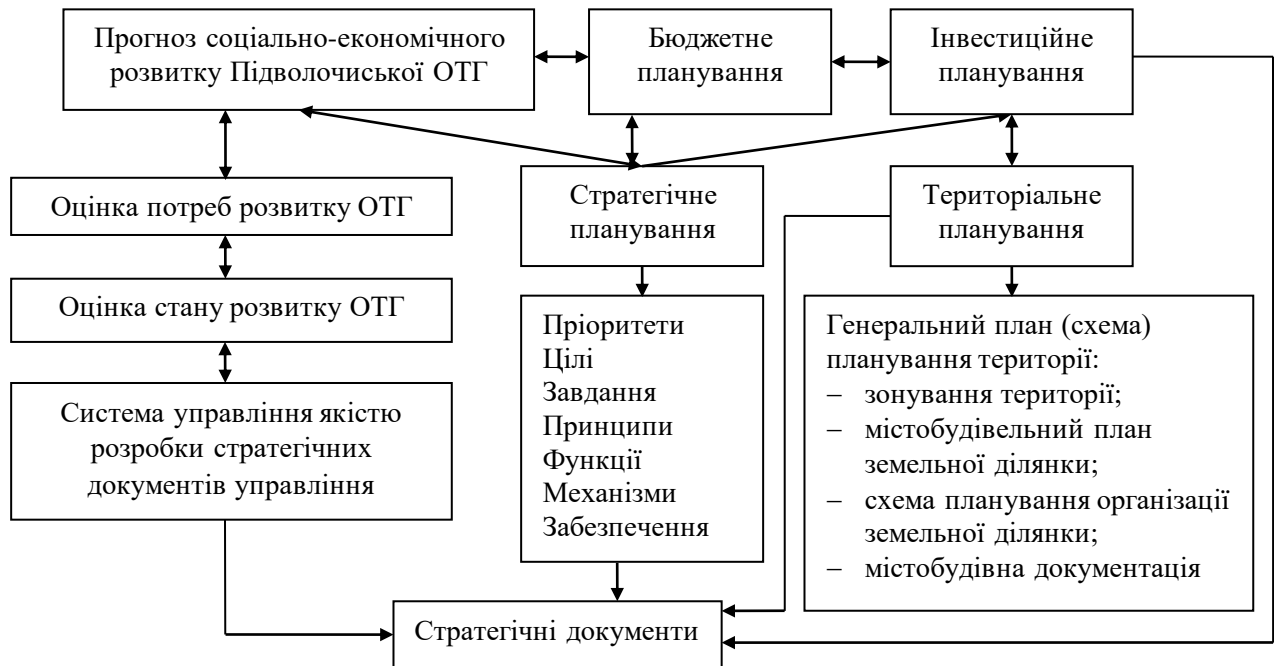 Прогноз соціально-економічного
розвитку Підволочиської ОТГ
Бюджетне
планування
Інвестиційне
планування
Оцінка потреб розвитку ОТГ
Стратегічне
планування
Територіальне
планування
Оцінка стану розвитку ОТГ
Система управління якістю
розробки стратегічних
документів управління
Пріоритети
Цілі
Завдання
Принципи
Функції
Механізми
Забезпечення
Генеральний план (схема)
планування території:
– зонування території;
– містобудівельний план
земельної ділянки;
– схема планування організації
земельної ділянки;
– містобудівна документація
Стратегічні документи